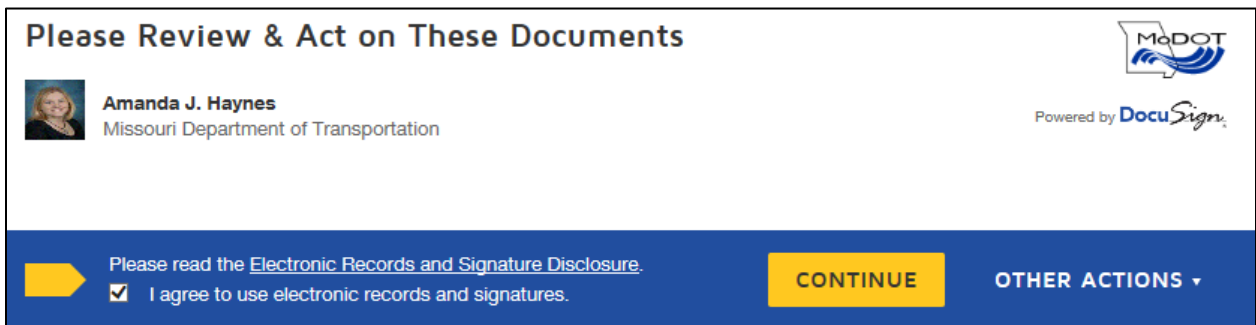 Please Review & Act on These Documents
MoDOT
Amanda J. Haynes
Missouri Department of Transportation
Powered by DocuSign
Please read the Electronic Records and Signature Disclosure.
I agree to use electronic records and signatures.
CONTINUE
OTHER ACTIONS